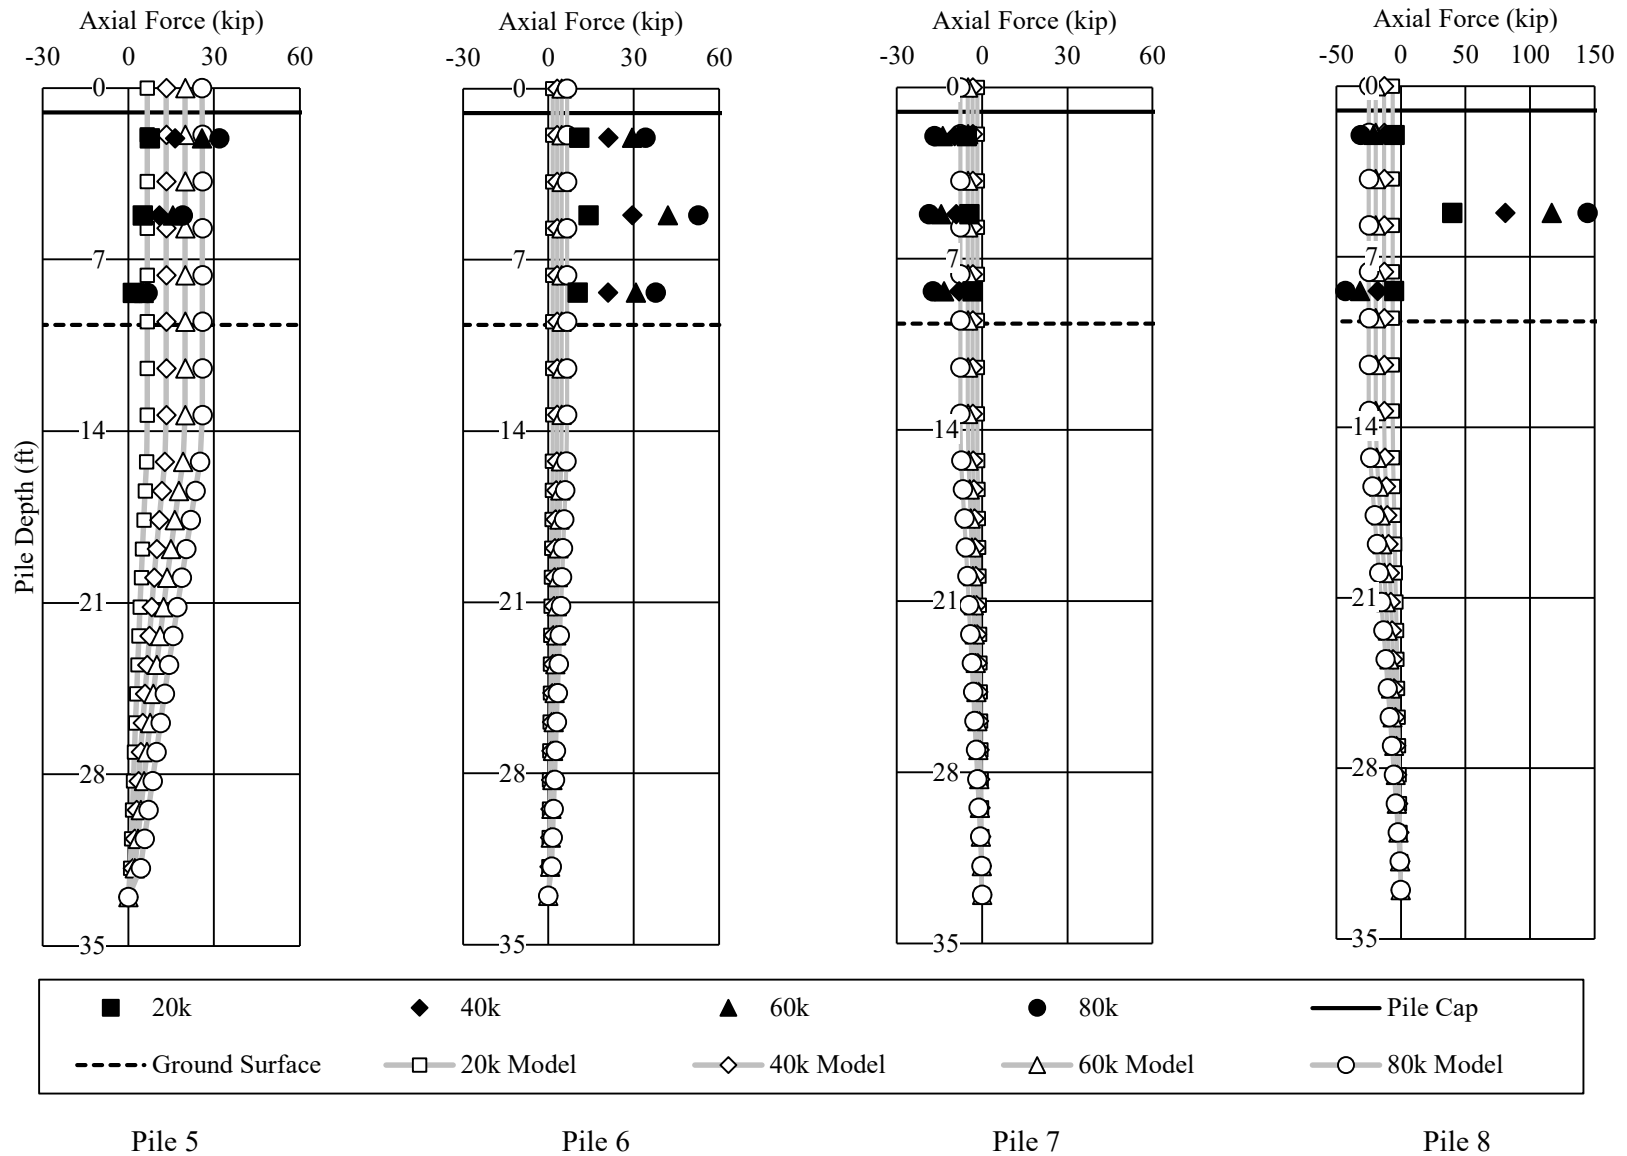 Axial Force (kip) Axial Force (kip) Axial Force (kip) Axial Force (kip)
-30 0 30 60 -30 0 30 60 -30 0 30 60 -50 0 50 100 150
0 0 0 0
7 7 7 7
14 14 14 14
Pile Depth (ft)
21 21 21 21
28 28 28 28
35 35 35 35
20k 40k 60k 80k Pile Cap
Ground Surface 20k Model 40k Model 60k Model 80k Model
Pile 5 Pile 6 Pile 7 Pile 8